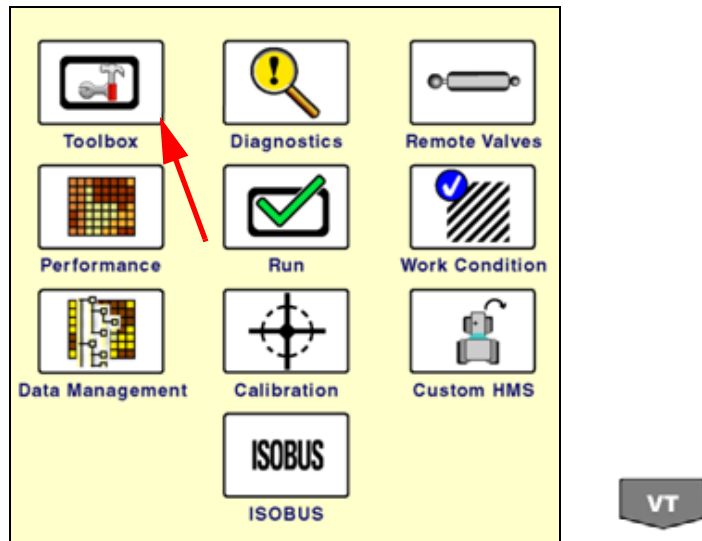 Toolbox
Diagnostics
Remote Valves
Performance
Run
Work Condition
Data Management
Calibration
Custom HMS
ISOBUS
ISOBUS
VT